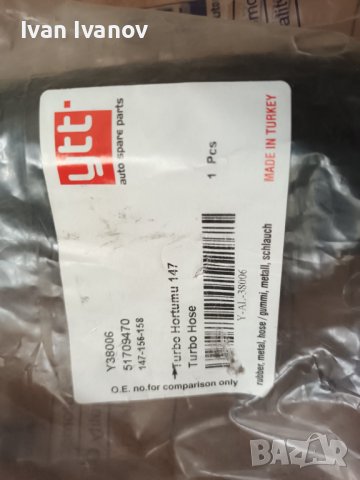 Ivan Ivanov
ytt
auto spare parts
1 Pcs
MADE IN TURKEY
Y38006
51709470
147-156-158
Turbo Hortumu 147
Turbo Hose
Y-AL-38006
O.E. no.for comparison only
rubber, metal, hose / gummi, metall, schlauch
BAZAR.BG